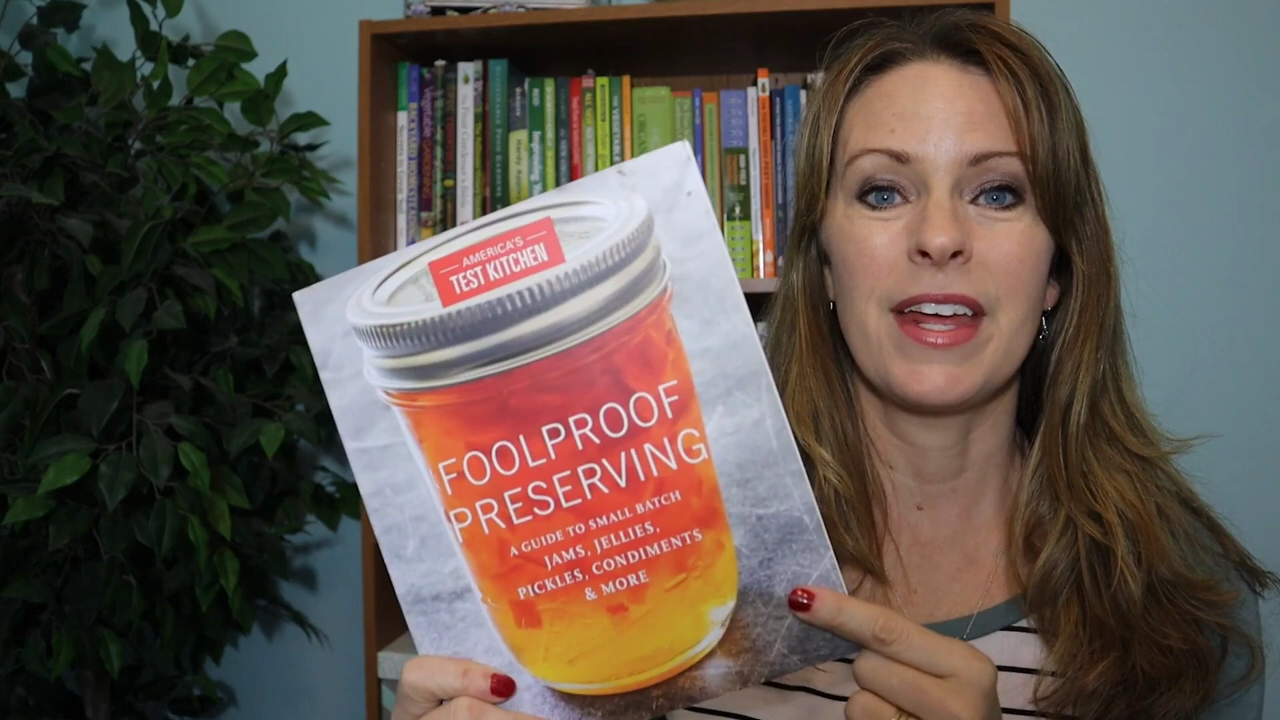 AMERICA'S
TEST KITCHEN
FOOLPROOF
PRESERVING
A GUIDE TO SMALL BATCH
JAMS, JELLIES,
PICKLES, CONDIMENTS
& MORE